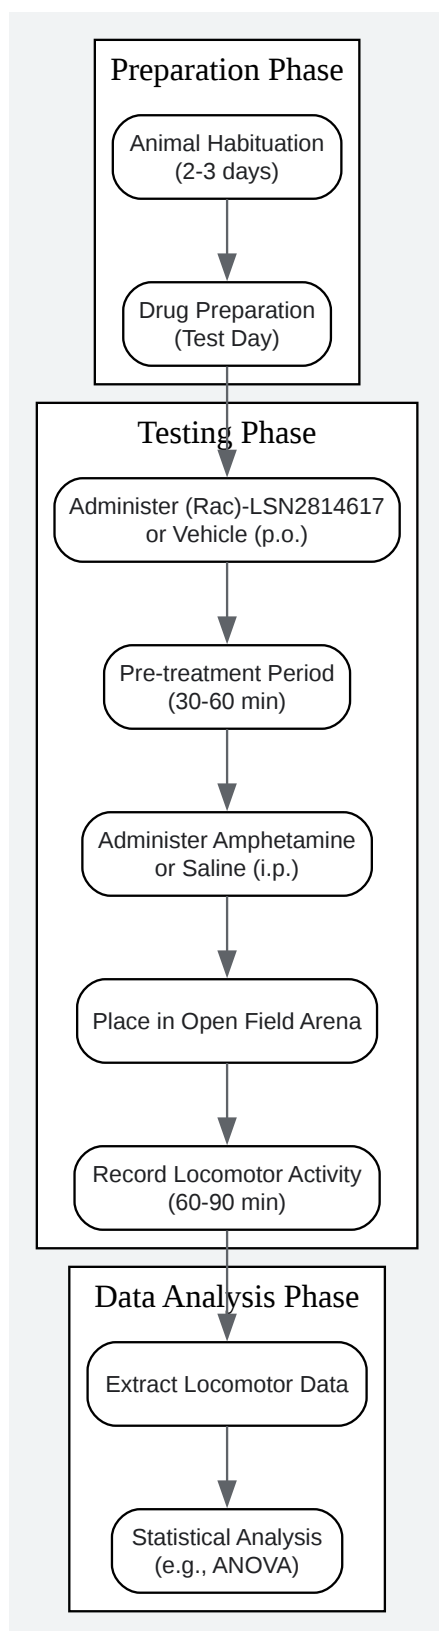 Preparation Phase
Animal Habituation
(2-3 days)
Drug Preparation
(Test Day)
Testing Phase
Administer (Rac)-LSN2814617
or Vehicle (p.o.)
Pre-treatment Period
(30-60 min)
Administer Amphetamine
or Saline (i.p.)
Place in Open Field Arena
Record Locomotor Activity
(60-90 min)
Data Analysis Phase
Extract Locomotor Data
Statistical Analysis
(e.g., ANOVA)